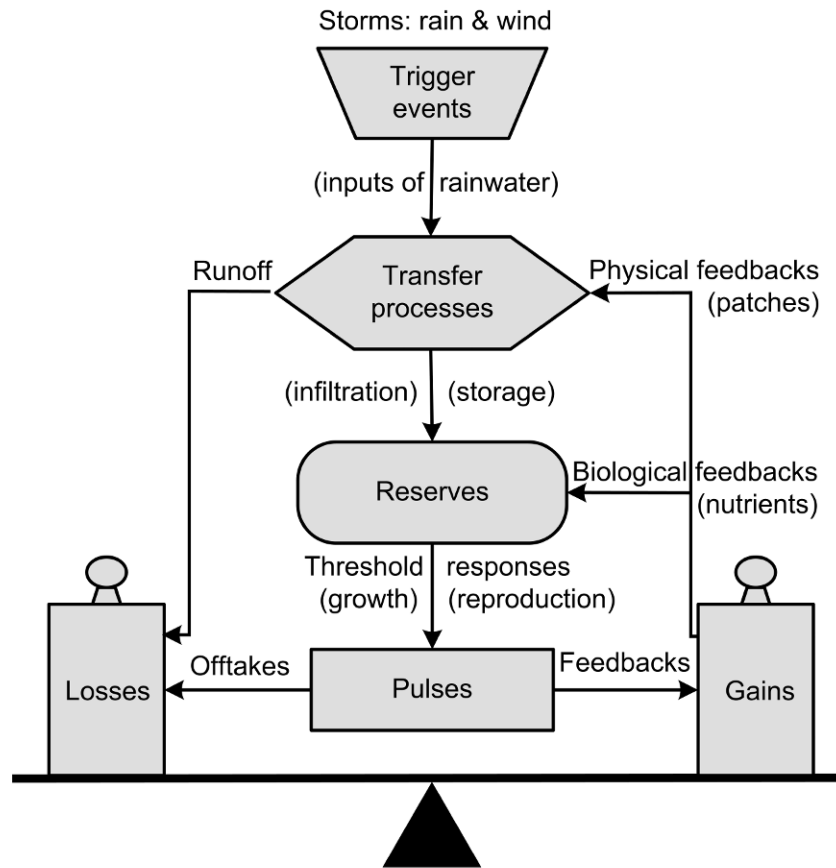 Storms: rain & wind
Trigger
events
(inputs of rainwater)
Runoff
Transfer
processes
Physical feedbacks
(patches)
(infiltration) (storage)
Reserves
Biological feedbacks
(nutrients)
Threshold responses
(growth) (reproduction)
Losses
Offtakes
Pulses
Feedbacks
Gains